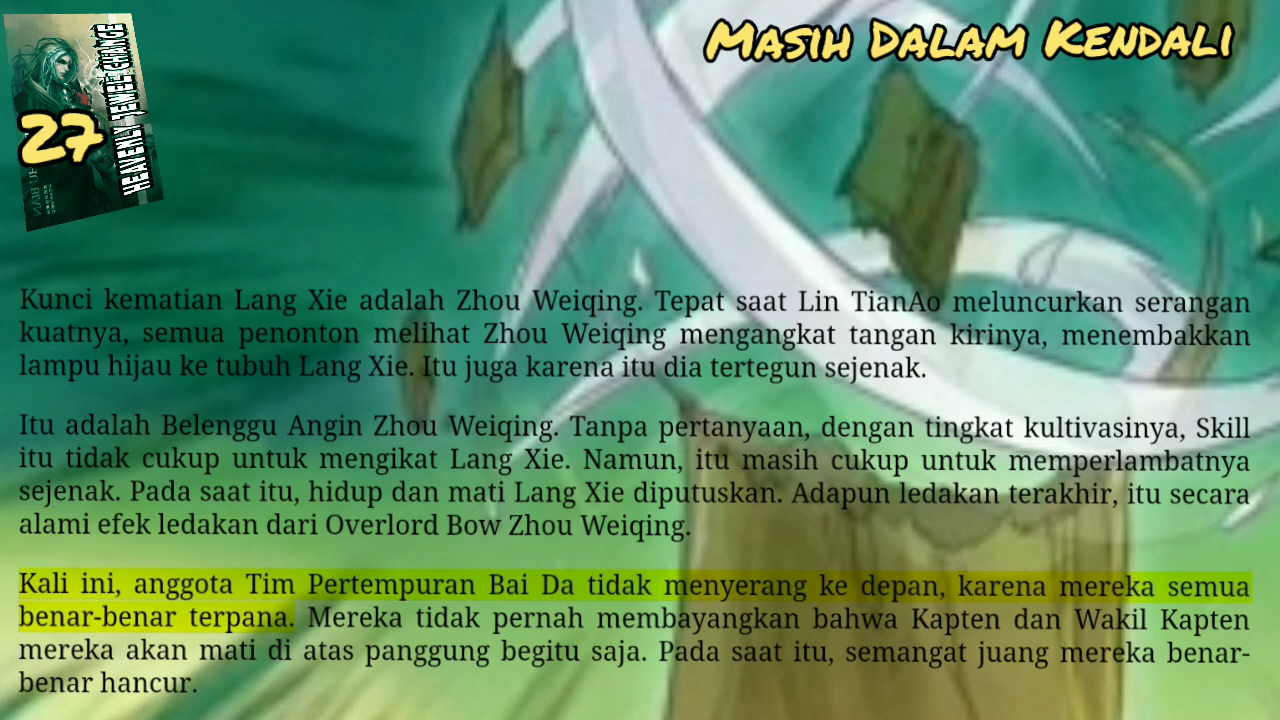 Masih Dalam Kendali
27
HEAVENLY JEWEL CHANGE
Kunci kematian Lang Xie adalah Zhou Weiqing. Tepat saat Lin TianAo meluncurkan serangan
kuatnya, semua penonton melihat Zhou Weiqing mengangkat tangan kirinya, menembakkan
lampu hijau ke tubuh Lang Xie. Itu juga karena itu dia tertegun sejenak.
Itu adalah Belenggu Angin Zhou Weiqing. Tanpa pertanyaan, dengan tingkat kultivasinya, Skill
itu tidak cukup untuk mengikat Lang Xie. Namun, itu masih cukup untuk memperlambatnya
sejenak. Pada saat itu, hidup dan mati Lang Xie diputuskan. Adapun ledakan terakhir, itu secara
alami efek ledakan dari Overlord Bow Zhou Weiqing.
Kali ini, anggota Tim Pertempuran Bai Da tidak menyerang ke depan, karena mereka semua
benar-benar terpana. Mereka tidak pernah membayangkan bahwa Kapten dan Wakil Kapten
mereka akan mati di atas panggung begitu saja. Pada saat itu, semangat juang mereka benar-
benar hancur.